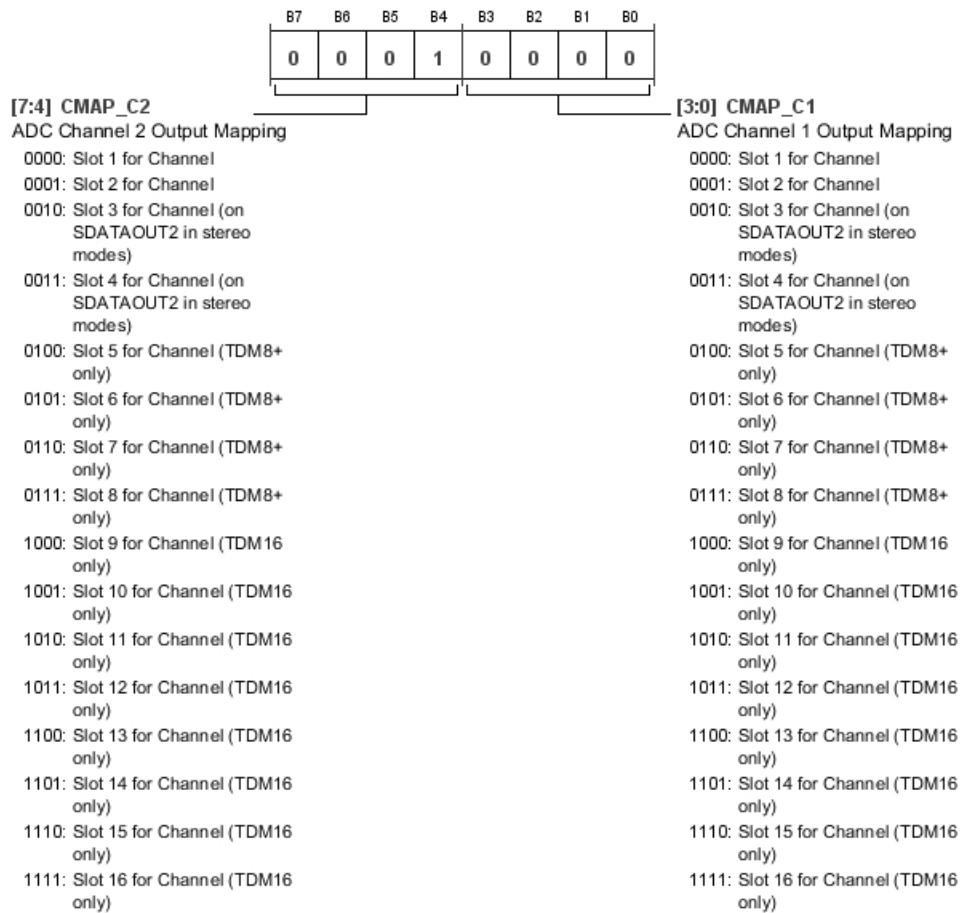 B7 B6 B5 B4 B3 B2 B1 B0
0 0 0 1 0 0 0 0
[7:4] CMAP_C2
ADC Channel 2 Output Mapping
0000: Slot 1 for Channel
0001: Slot 2 for Channel
0010: Slot 3 for Channel (on
SDATAOUT2 in stereo
modes)
0011: Slot 4 for Channel (on
SDATAOUT2 in stereo
modes)
0100: Slot 5 for Channel (TDM8+
only)
0101: Slot 6 for Channel (TDM8+
only)
0110: Slot 7 for Channel (TDM8+
only)
0111: Slot 8 for Channel (TDM8+
only)
1000: Slot 9 for Channel (TDM16
only)
1001: Slot 10 for Channel (TDM16
only)
1010: Slot 11 for Channel (TDM16
only)
1011: Slot 12 for Channel (TDM16
only)
1100: Slot 13 for Channel (TDM16
only)
1101: Slot 14 for Channel (TDM16
only)
1110: Slot 15 for Channel (TDM16
only)
1111: Slot 16 for Channel (TDM16
only)
[3:0] CMAP_C1
ADC Channel 1 Output Mapping
0000: Slot 1 for Channel
0001: Slot 2 for Channel
0010: Slot 3 for Channel (on
SDATAOUT2 in stereo
modes)
0011: Slot 4 for Channel (on
SDATAOUT2 in stereo
modes)
0100: Slot 5 for Channel (TDM8+
only)
0101: Slot 6 for Channel (TDM8+
only)
0110: Slot 7 for Channel (TDM8+
only)
0111: Slot 8 for Channel (TDM8+
only)
1000: Slot 9 for Channel (TDM16
only)
1001: Slot 10 for Channel (TDM16
only)
1010: Slot 11 for Channel (TDM16
only)
1011: Slot 12 for Channel (TDM16
only)
1100: Slot 13 for Channel (TDM16
only)
1101: Slot 14 for Channel (TDM16
only)
1110: Slot 15 for Channel (TDM16
only)
1111: Slot 16 for Channel (TDM16
only)